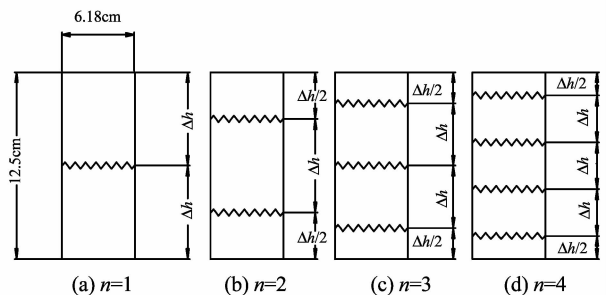 6.18cm
12.5cm
Δh
Δh
(a) n=1
Δh/2
Δh
Δh/2
(b) n=2
Δh/2
Δh
Δh
Δh/2
(c) n=3
Δh/2
Δh
Δh
Δh
Δh/2
(d) n=4